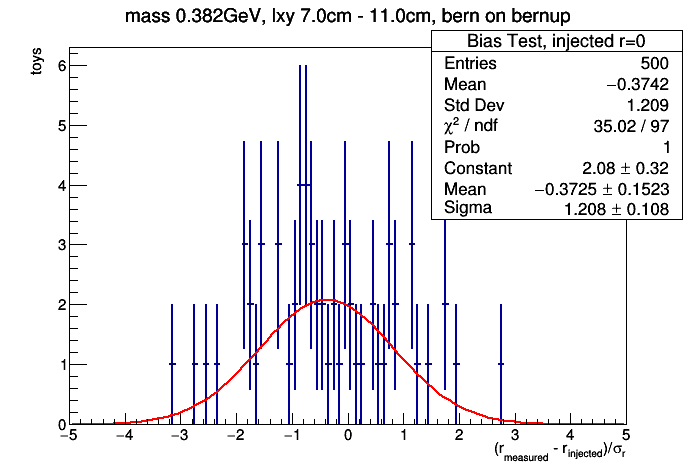 mass 0.382GeV, lxy 7.0cm - 11.0cm, bern on bernup
Bias Test, injected r=0
Entries 500
Mean −0.3742
Std Dev 1.209
χ² / ndf 35.02 / 97
Prob 1
Constant 2.08 ± 0.32
Mean −0.3725 ± 0.1523
Sigma 1.208 ± 0.108
toys
6
5
4
3
2
1
0
−5 −4 −3 −2 −1 0 1 2 3 4 5
(r_measured - r_injected)/σ_r